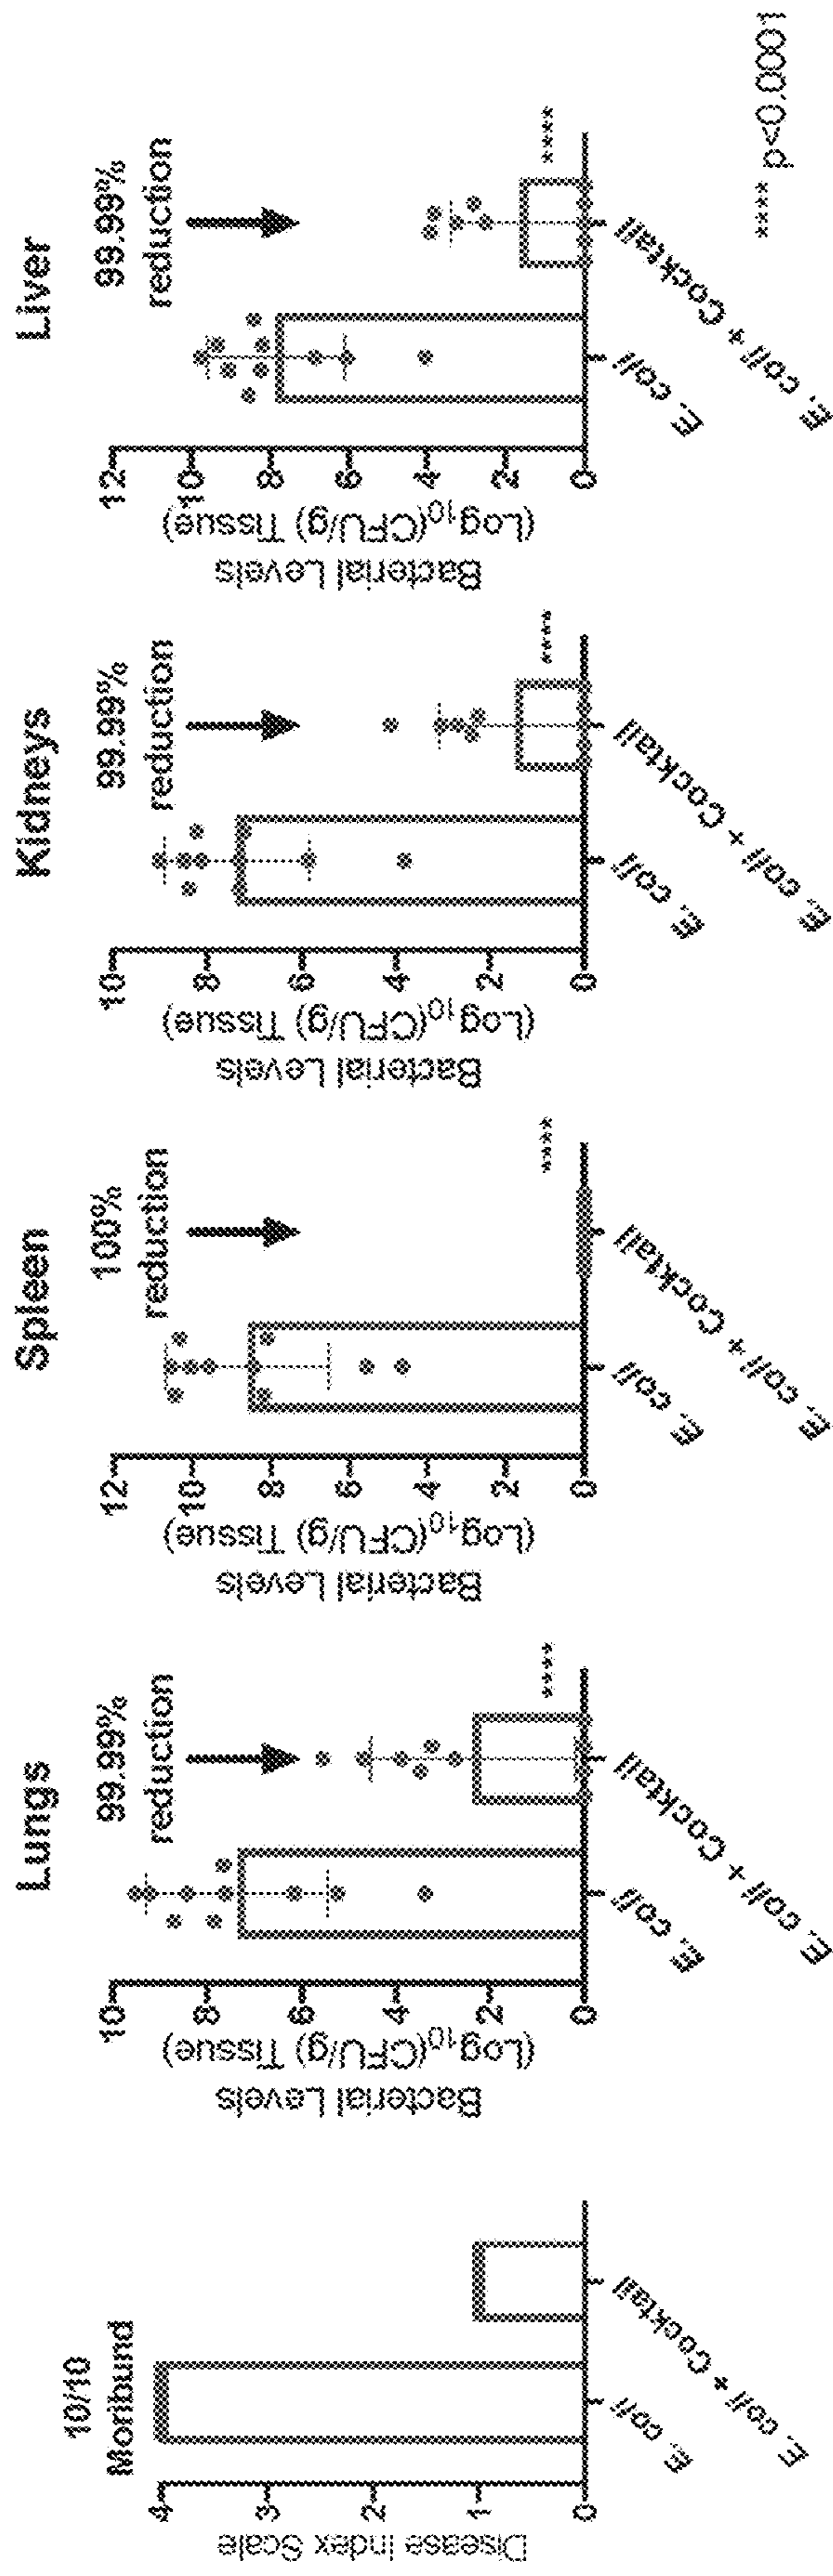 10/10
Moribund
Disease Index Scale
4
3
2
1
0
E. coli
E. coli + Cocktail
Lungs
99.99%
reduction
Bacterial Levels
(Log10(CFU/g) Tissue)
10
8
6
4
2
0
****
E. coli
E. coli + Cocktail
Spleen
100%
reduction
Bacterial Levels
(Log10(CFU/g) Tissue)
12
10
8
6
4
2
0
****
E. coli
E. coli + Cocktail
Kidneys
99.99%
reduction
Bacterial Levels
(Log10(CFU/g) Tissue)
10
8
6
4
2
0
****
E. coli
E. coli + Cocktail
Liver
99.99%
reduction
Bacterial Levels
(Log10(CFU/g) Tissue)
12
10
8
6
4
2
0
****
E. coli
E. coli + Cocktail
**** p<0.0001